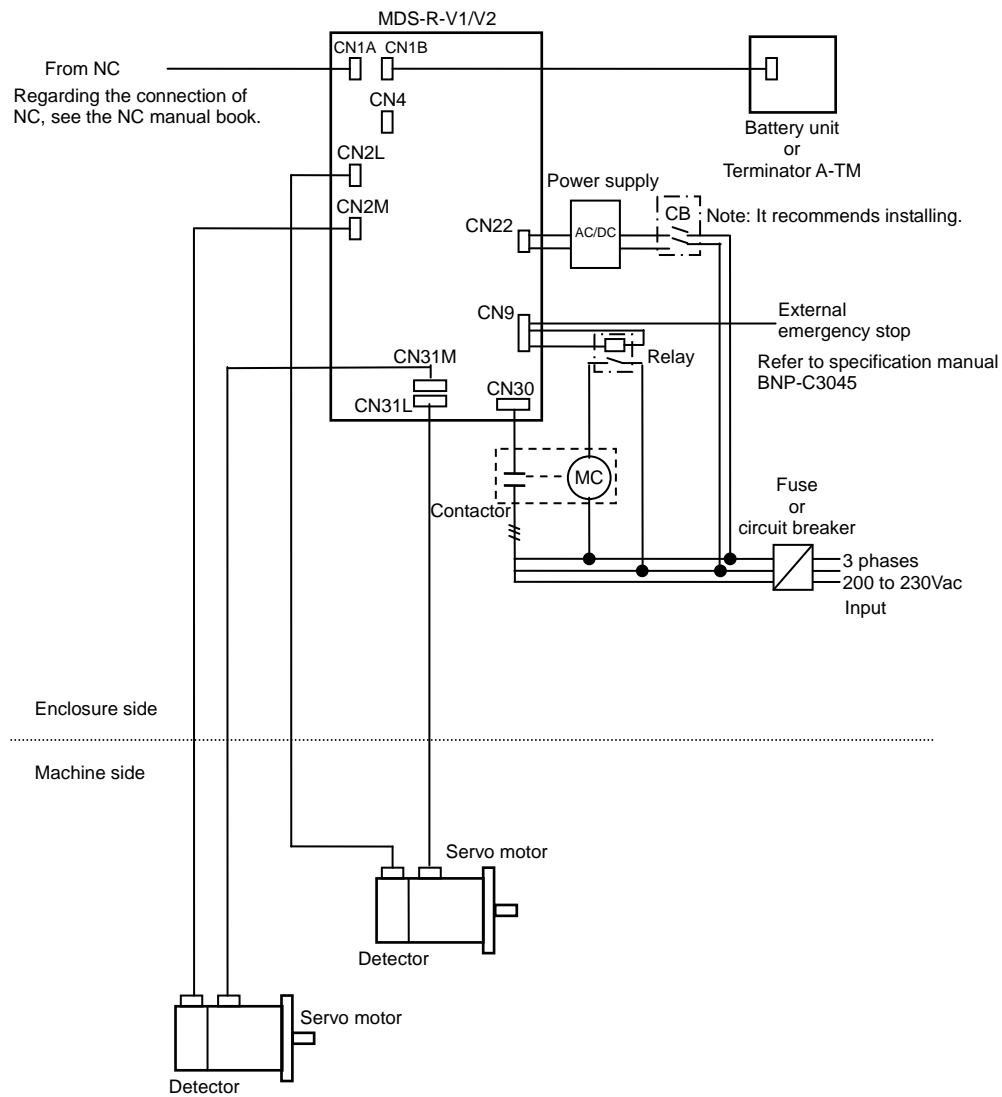 MDS-R-V1/V2
CN1A CN1B
From NC
Regarding the connection of
NC, see the NC manual book.
CN4
Battery unit
or
Terminator A-TM
CN2L
Power supply
CN2M
CN22
AC/DC
CB
Note: It recommends installing.
CN9
External
emergency stop
Relay
Refer to specification manual
BNP-C3045
CN31M
CN31L
CN30
MC
Contactor
Fuse
or
circuit breaker
3 phases
200 to 230Vac
Input
Enclosure side
Machine side
Servo motor
Detector
Servo motor
Detector